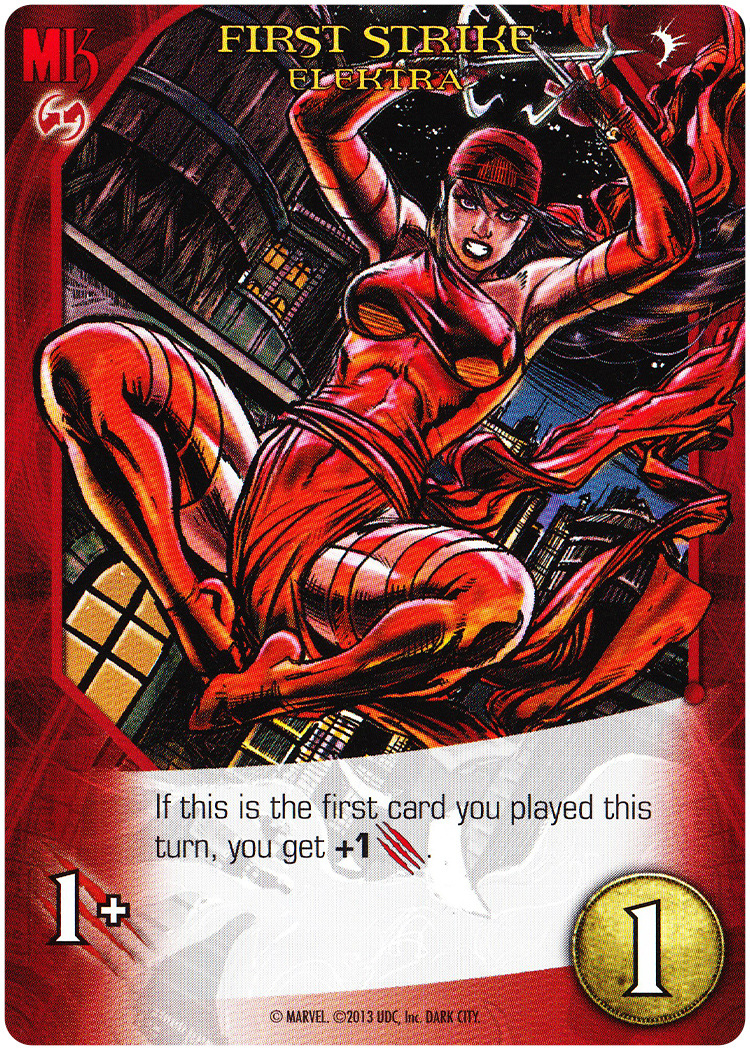 MK
FIRST STRIKE
ELEKTRA
If this is the first card you played this
turn, you get +1 .
1+
1
© MARVEL. ©2013 UDC, Inc. DARK CITY.